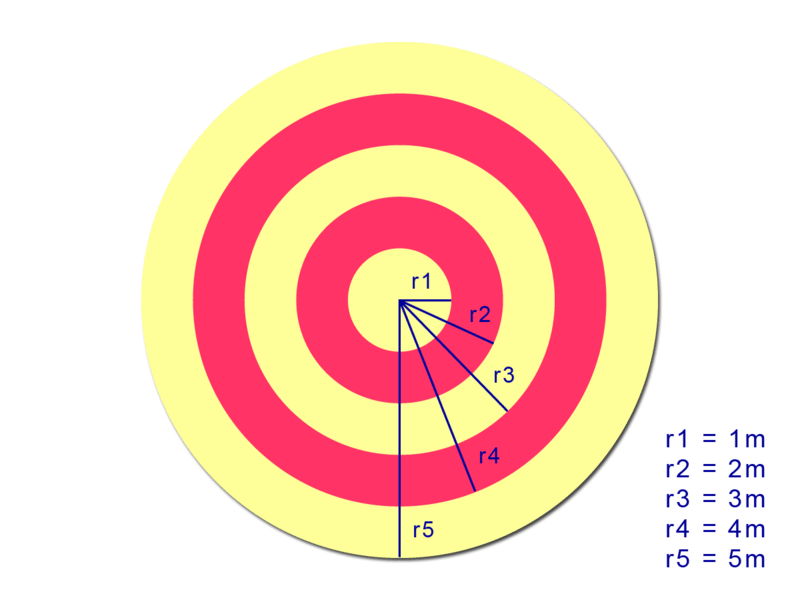 r1
r2
r3
r4
r5
r1 = 1m
r2 = 2m
r3 = 3m
r4 = 4m
r5 = 5m